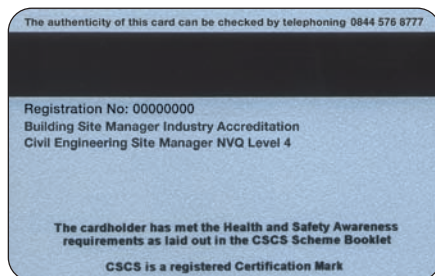 The authenticity of this card can be checked by telephoning 0844 576 8777
Registration No: 00000000
Building Site Manager Industry Accreditation
Civil Engineering Site Manager NVQ Level 4
The cardholder has met the Health and Safety Awareness
requirements as laid out in the CSCS Scheme Booklet
CSCS is a registered Certification Mark